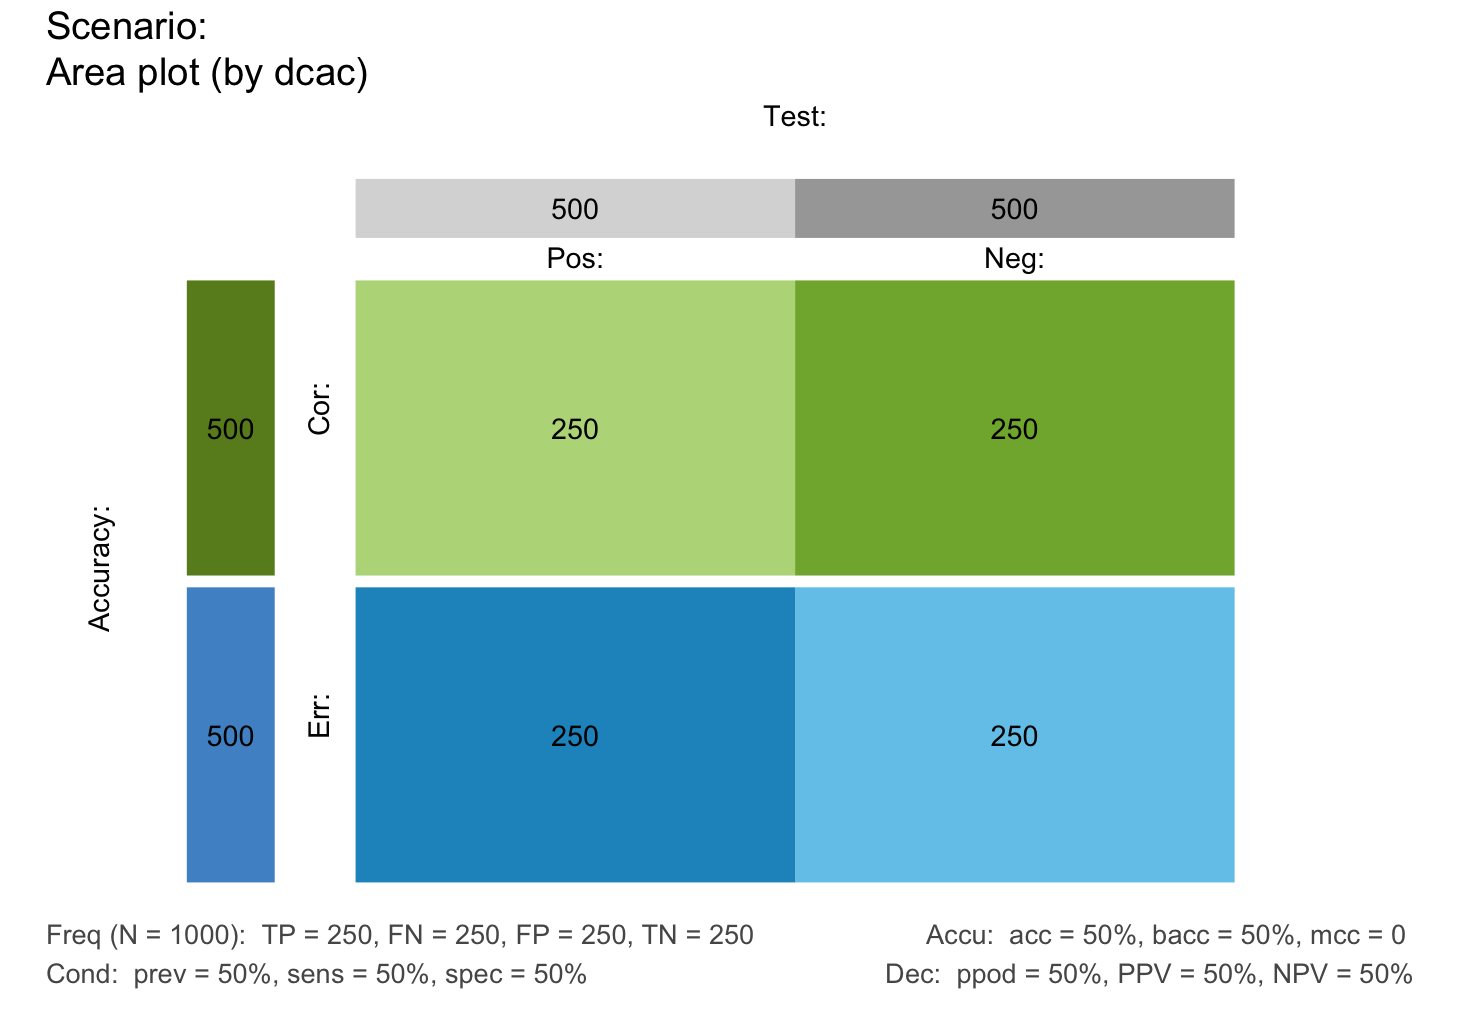 Scenario:
Area plot (by dcac)
Test:
500 500
Pos: Neg:
500 Cor: 250 250
Accuracy:
500 Err: 250 250
Freq (N = 1000):  TP = 250, FN = 250, FP = 250, TN = 250 Accu:  acc = 50%, bacc = 50%, mcc = 0
Cond:  prev = 50%, sens = 50%, spec = 50% Dec:  ppod = 50%, PPV = 50%, NPV = 50%